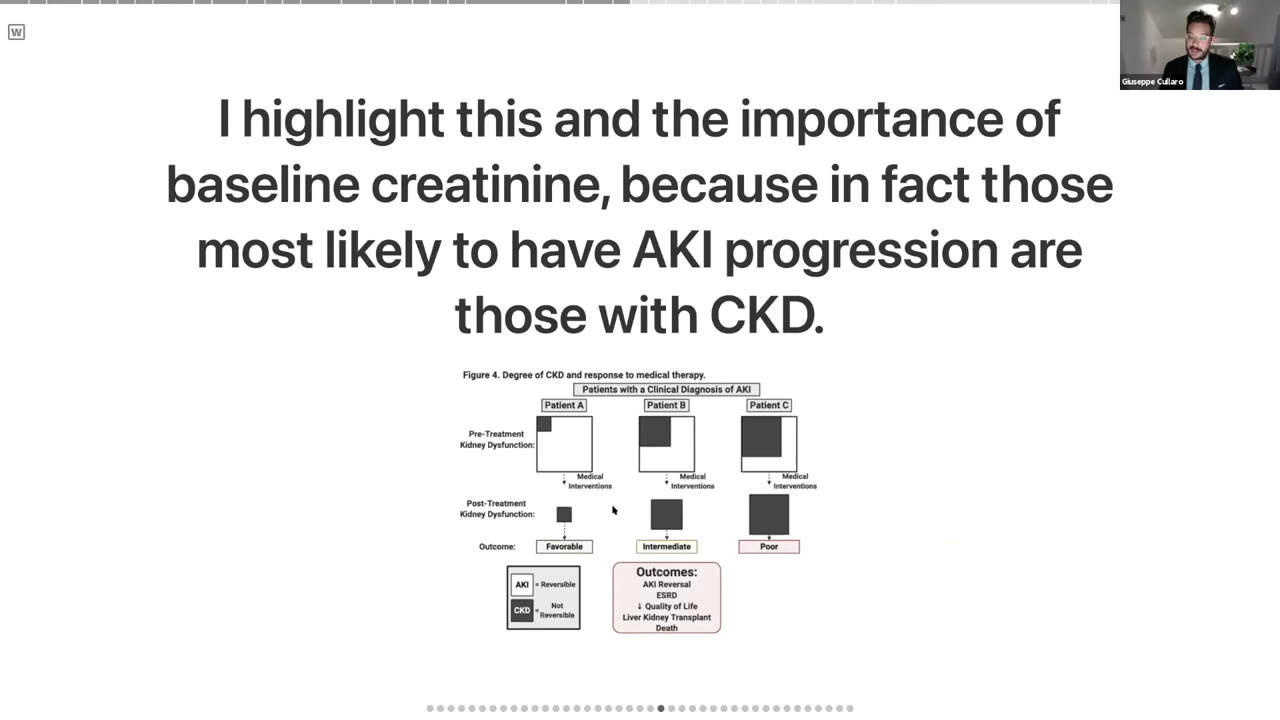 W
Giuseppe Cullaro
I highlight this and the importance of
baseline creatinine, because in fact those
most likely to have AKI progression are
those with CKD.
Figure 4. Degree of CKD and response to medical therapy.
Patients with a Clinical Diagnosis of AKI
Patient A
Patient B
Patient C
Pre-Treatment
Kidney Dysfunction:
Medical
Interventions
Medical
Interventions
Medical
Interventions
Post-Treatment
Kidney Dysfunction:
Outcome:
Favorable
Intermediate
Poor
AKI = Reversible
CKD = Not
Reversible
Outcomes:
AKI Reversal
ESRD
↓ Quality of Life
Liver Kidney Transplant
Death